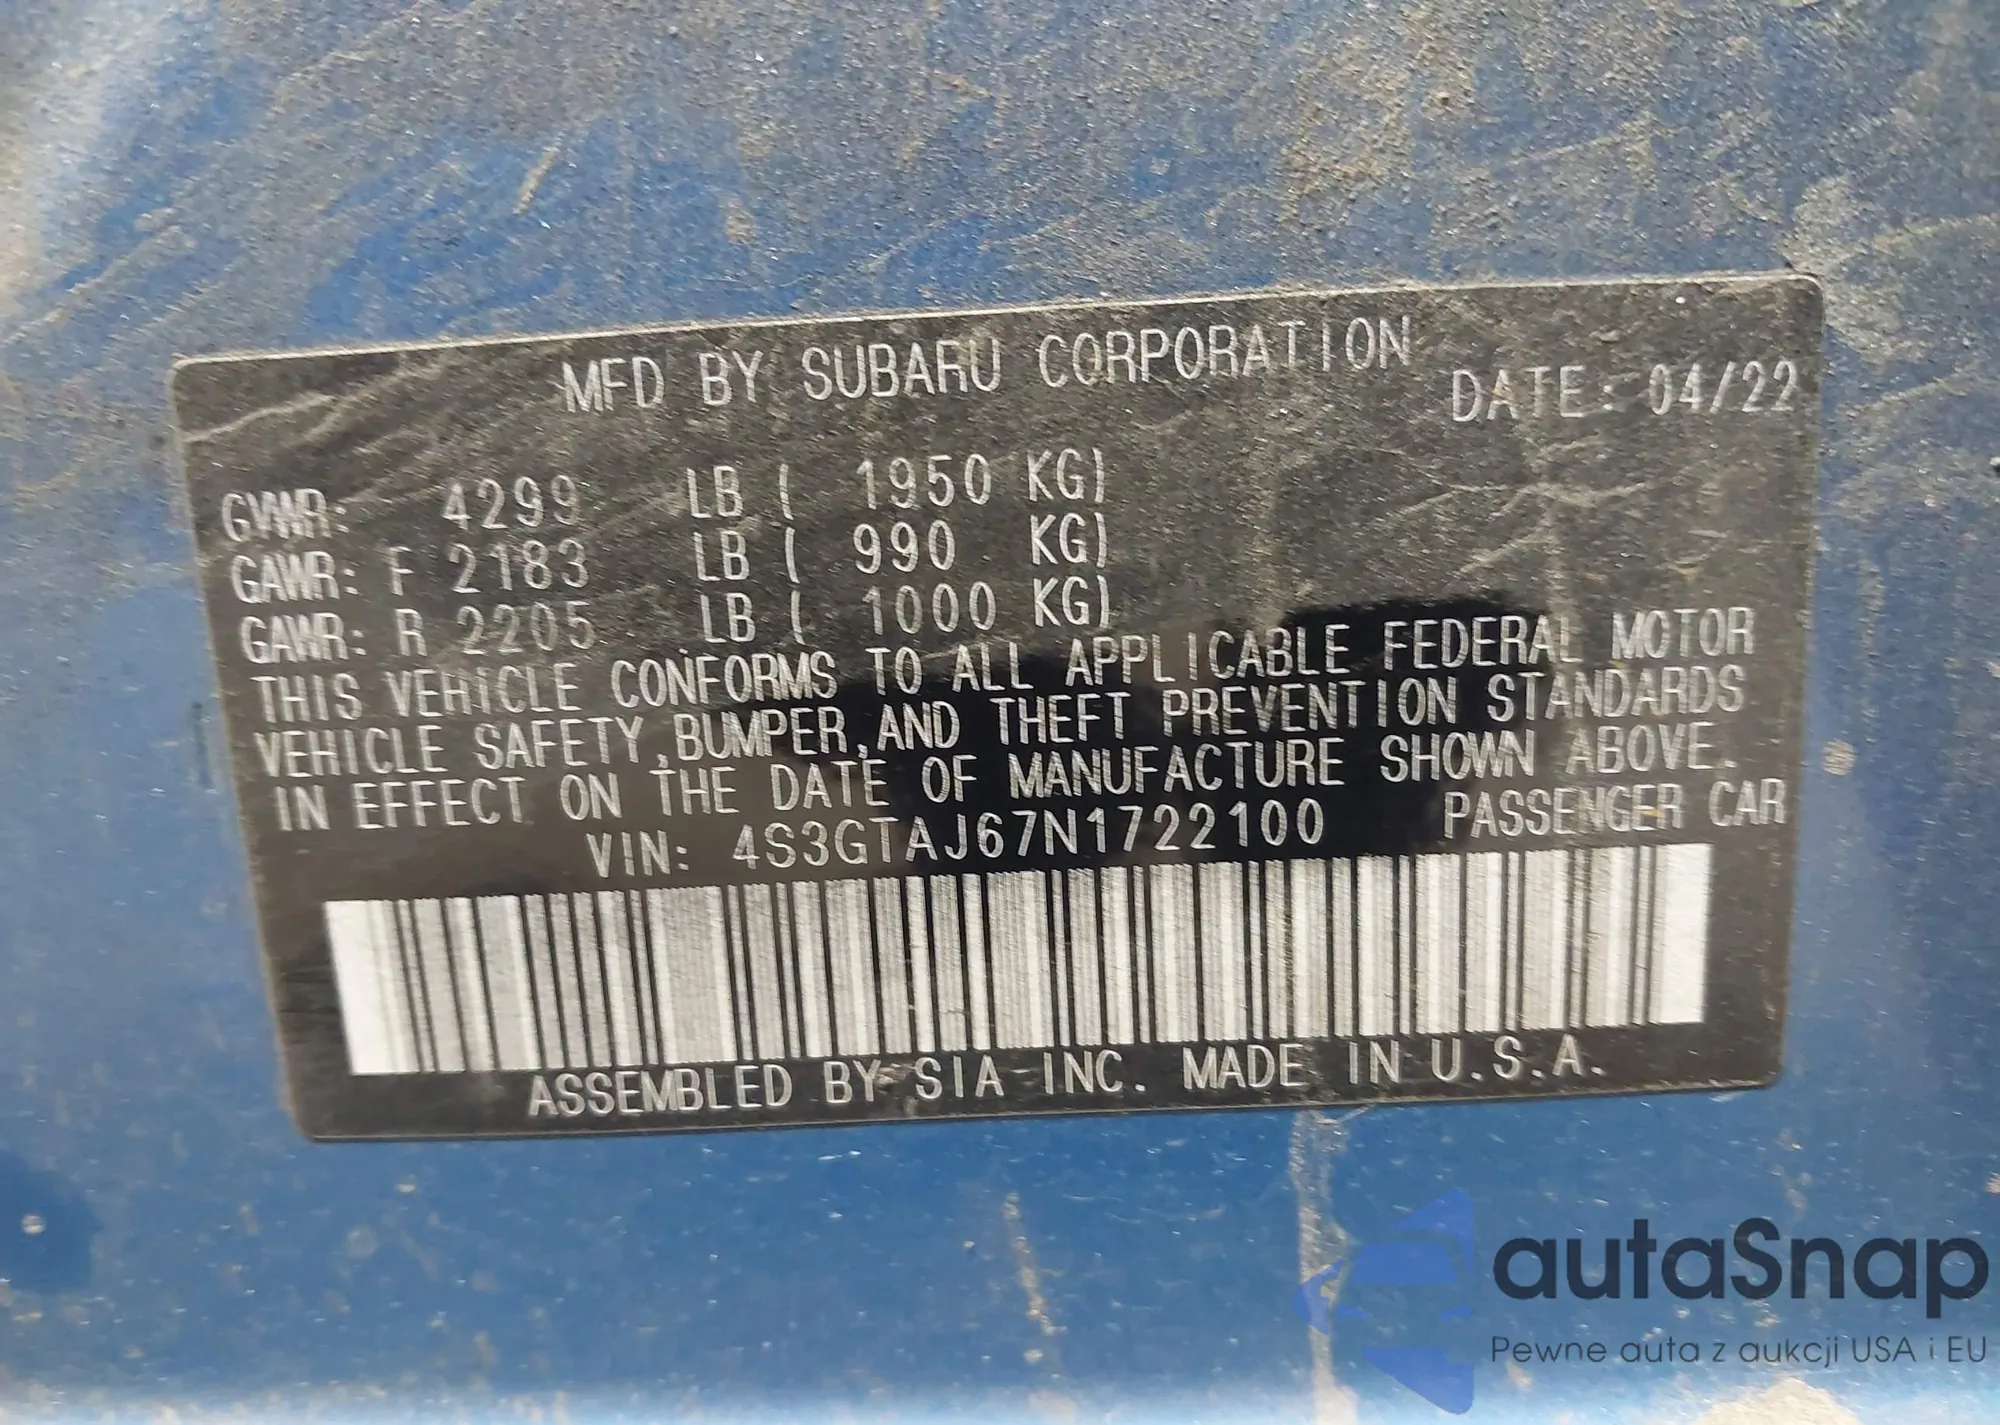 MFD BY SUBARU CORPORATION DATE: 04/22
GVWR: 4299 LB ( 1950 KG)
GAWR: F 2183 LB ( 990 KG)
GAWR: R 2205 LB ( 1000 KG)
THIS VEHICLE CONFORMS TO ALL APPLICABLE FEDERAL MOTOR
VEHICLE SAFETY,BUMPER,AND THEFT PREVENTION STANDARDS
IN EFFECT ON THE DATE OF MANUFACTURE SHOWN ABOVE.
VIN: 4S3GTAJ67N1722100 PASSENGER CAR
ASSEMBLED BY SIA INC. MADE IN U.S.A.
autaSnap
Pewne auta z aukcji USA i EU